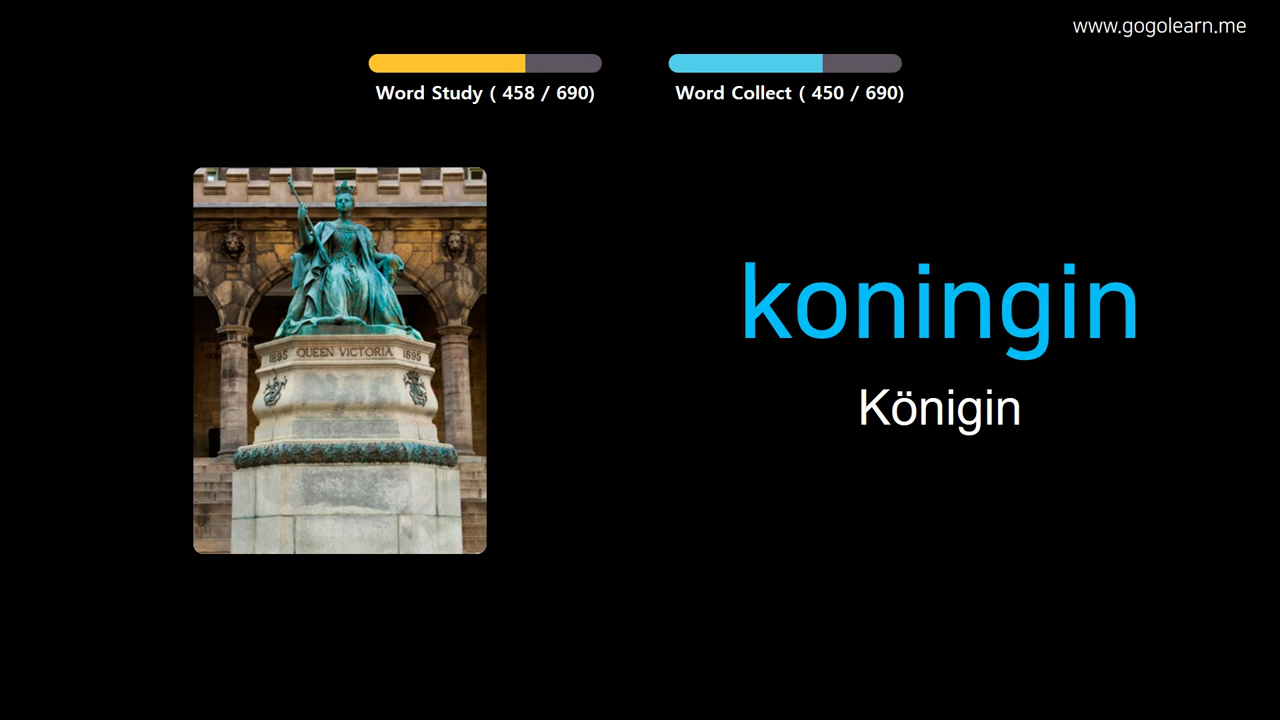 www.gogolearn.me
Word Study ( 458 / 690)
Word Collect ( 450 / 690)
1895 QUEEN VICTORIA 1895
koningin
Königin